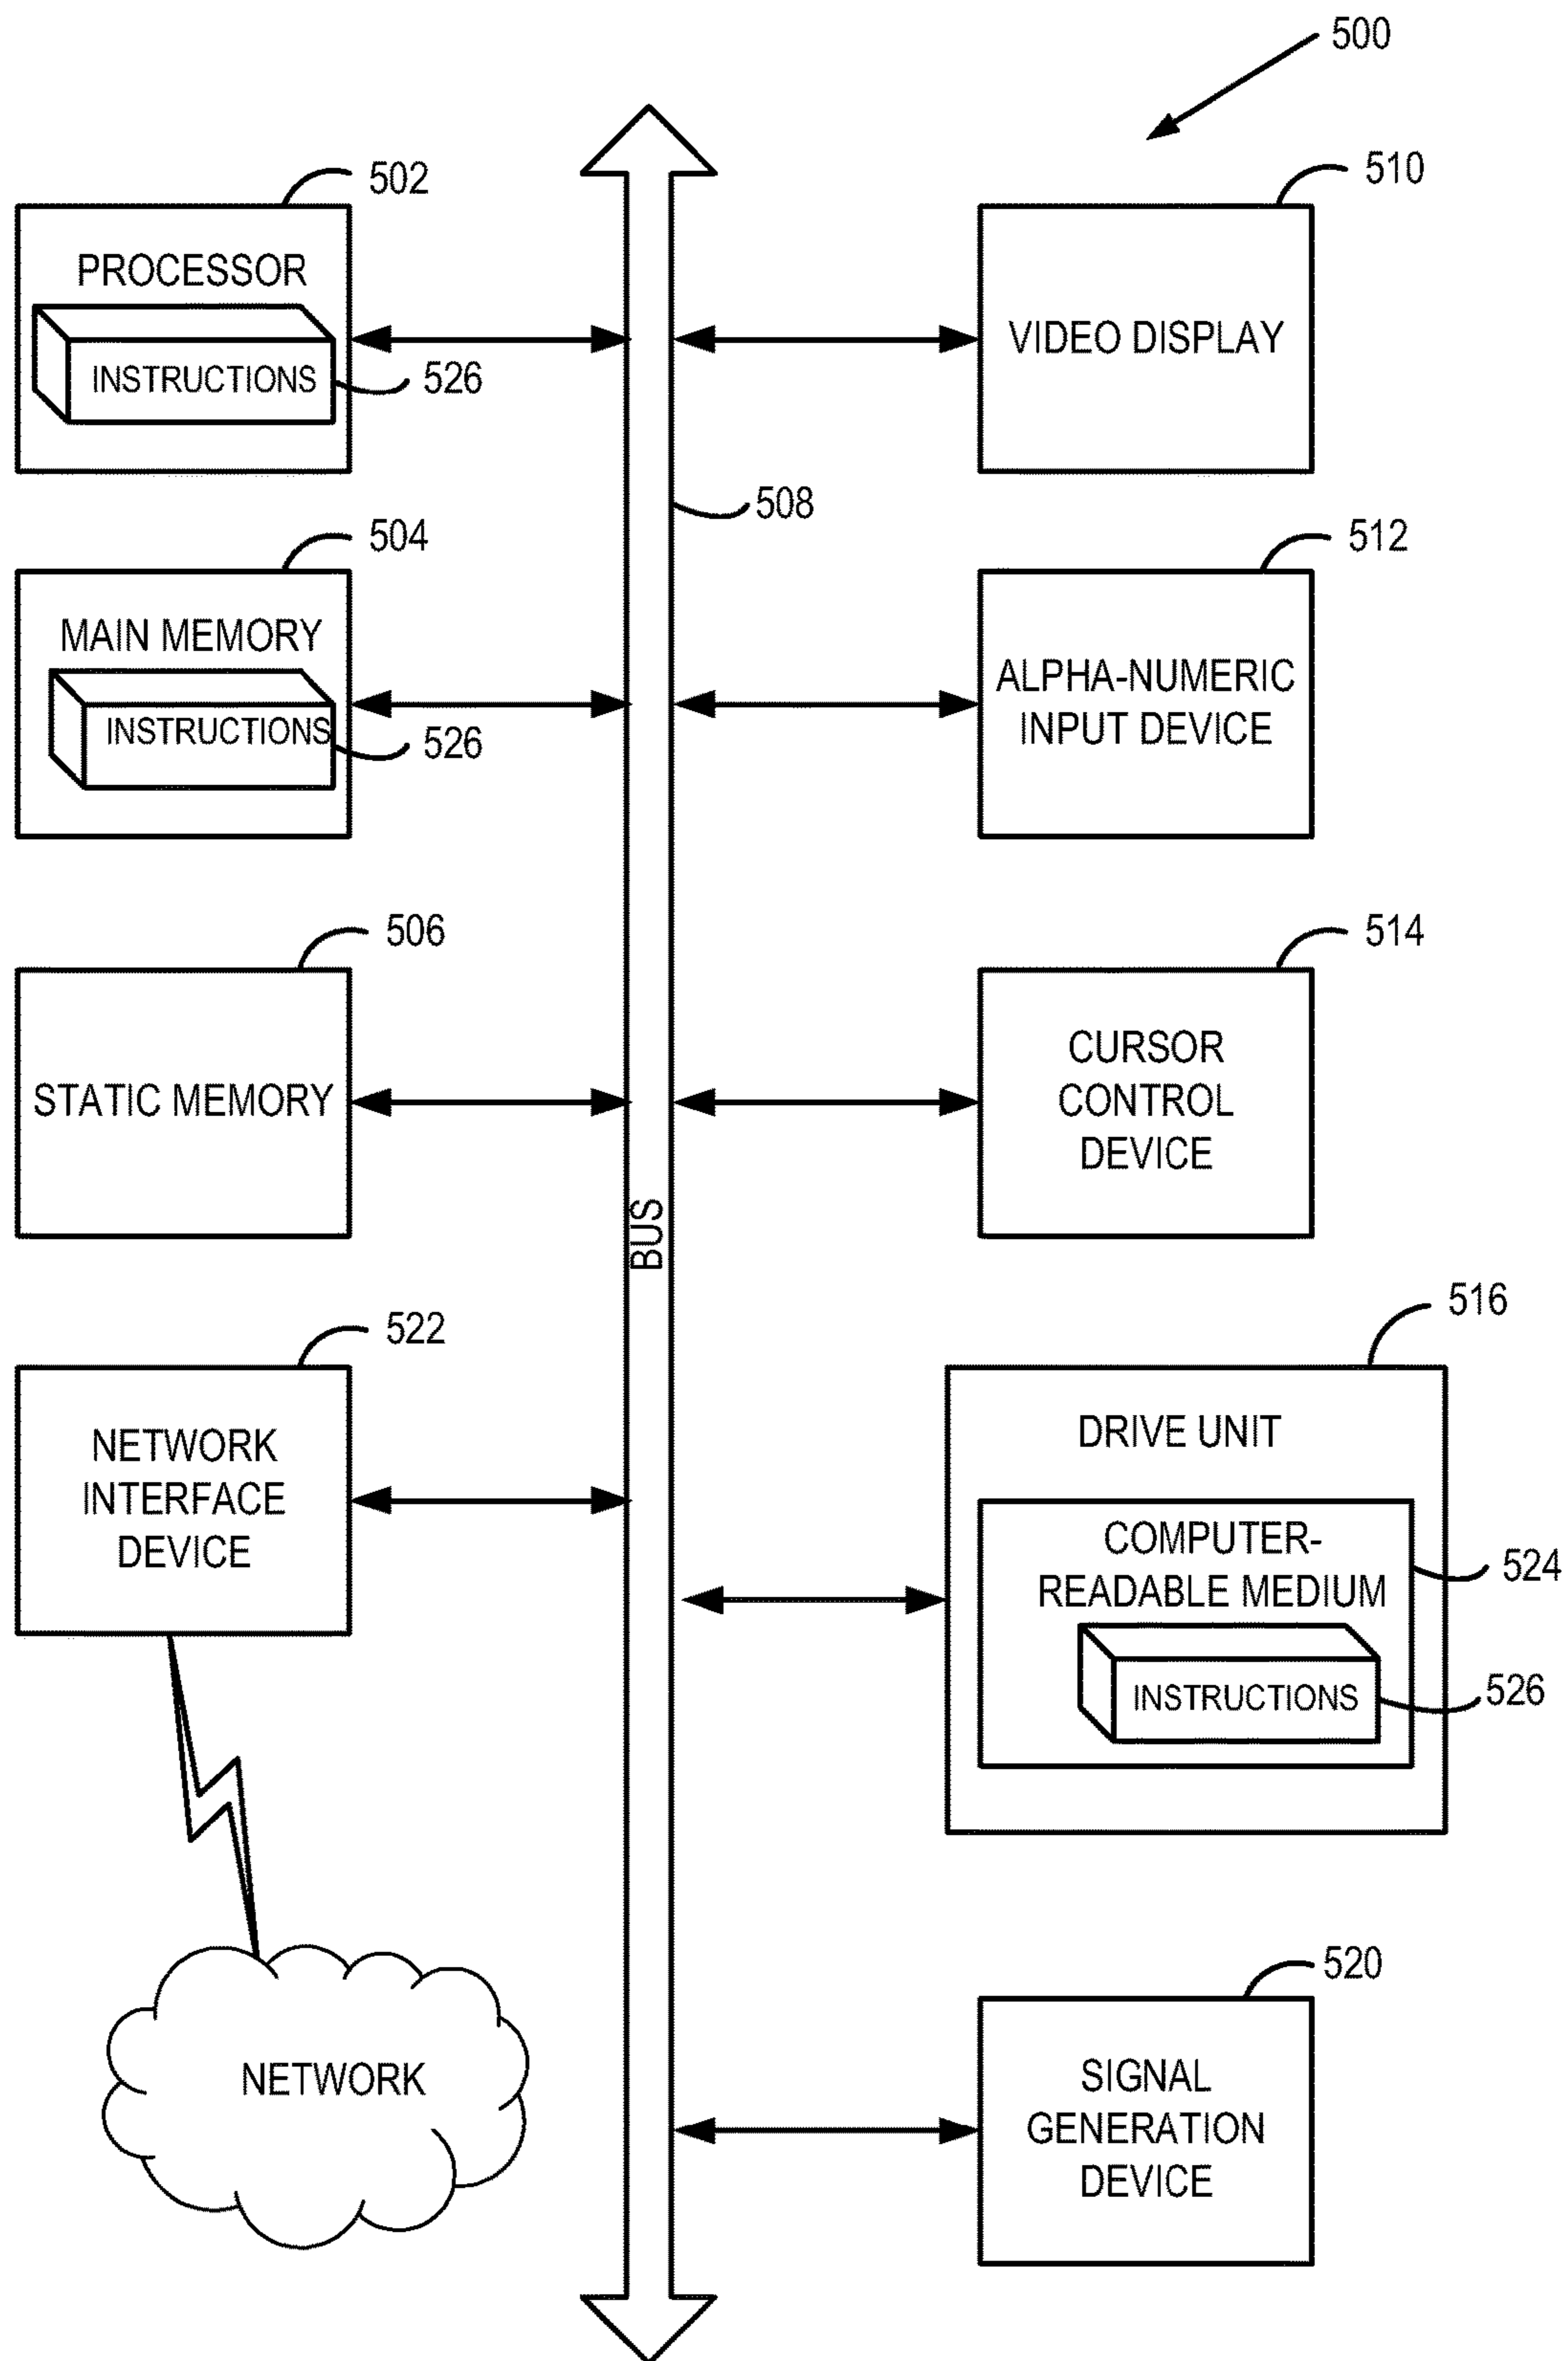 500
502
PROCESSOR
INSTRUCTIONS
526
510
VIDEO DISPLAY
508
504
MAIN MEMORY
INSTRUCTIONS
526
512
ALPHA-NUMERIC
INPUT DEVICE
506
STATIC MEMORY
514
CURSOR
CONTROL
DEVICE
BUS
522
NETWORK
INTERFACE
DEVICE
516
DRIVE UNIT
COMPUTER-
READABLE MEDIUM
524
INSTRUCTIONS
526
NETWORK
520
SIGNAL
GENERATION
DEVICE